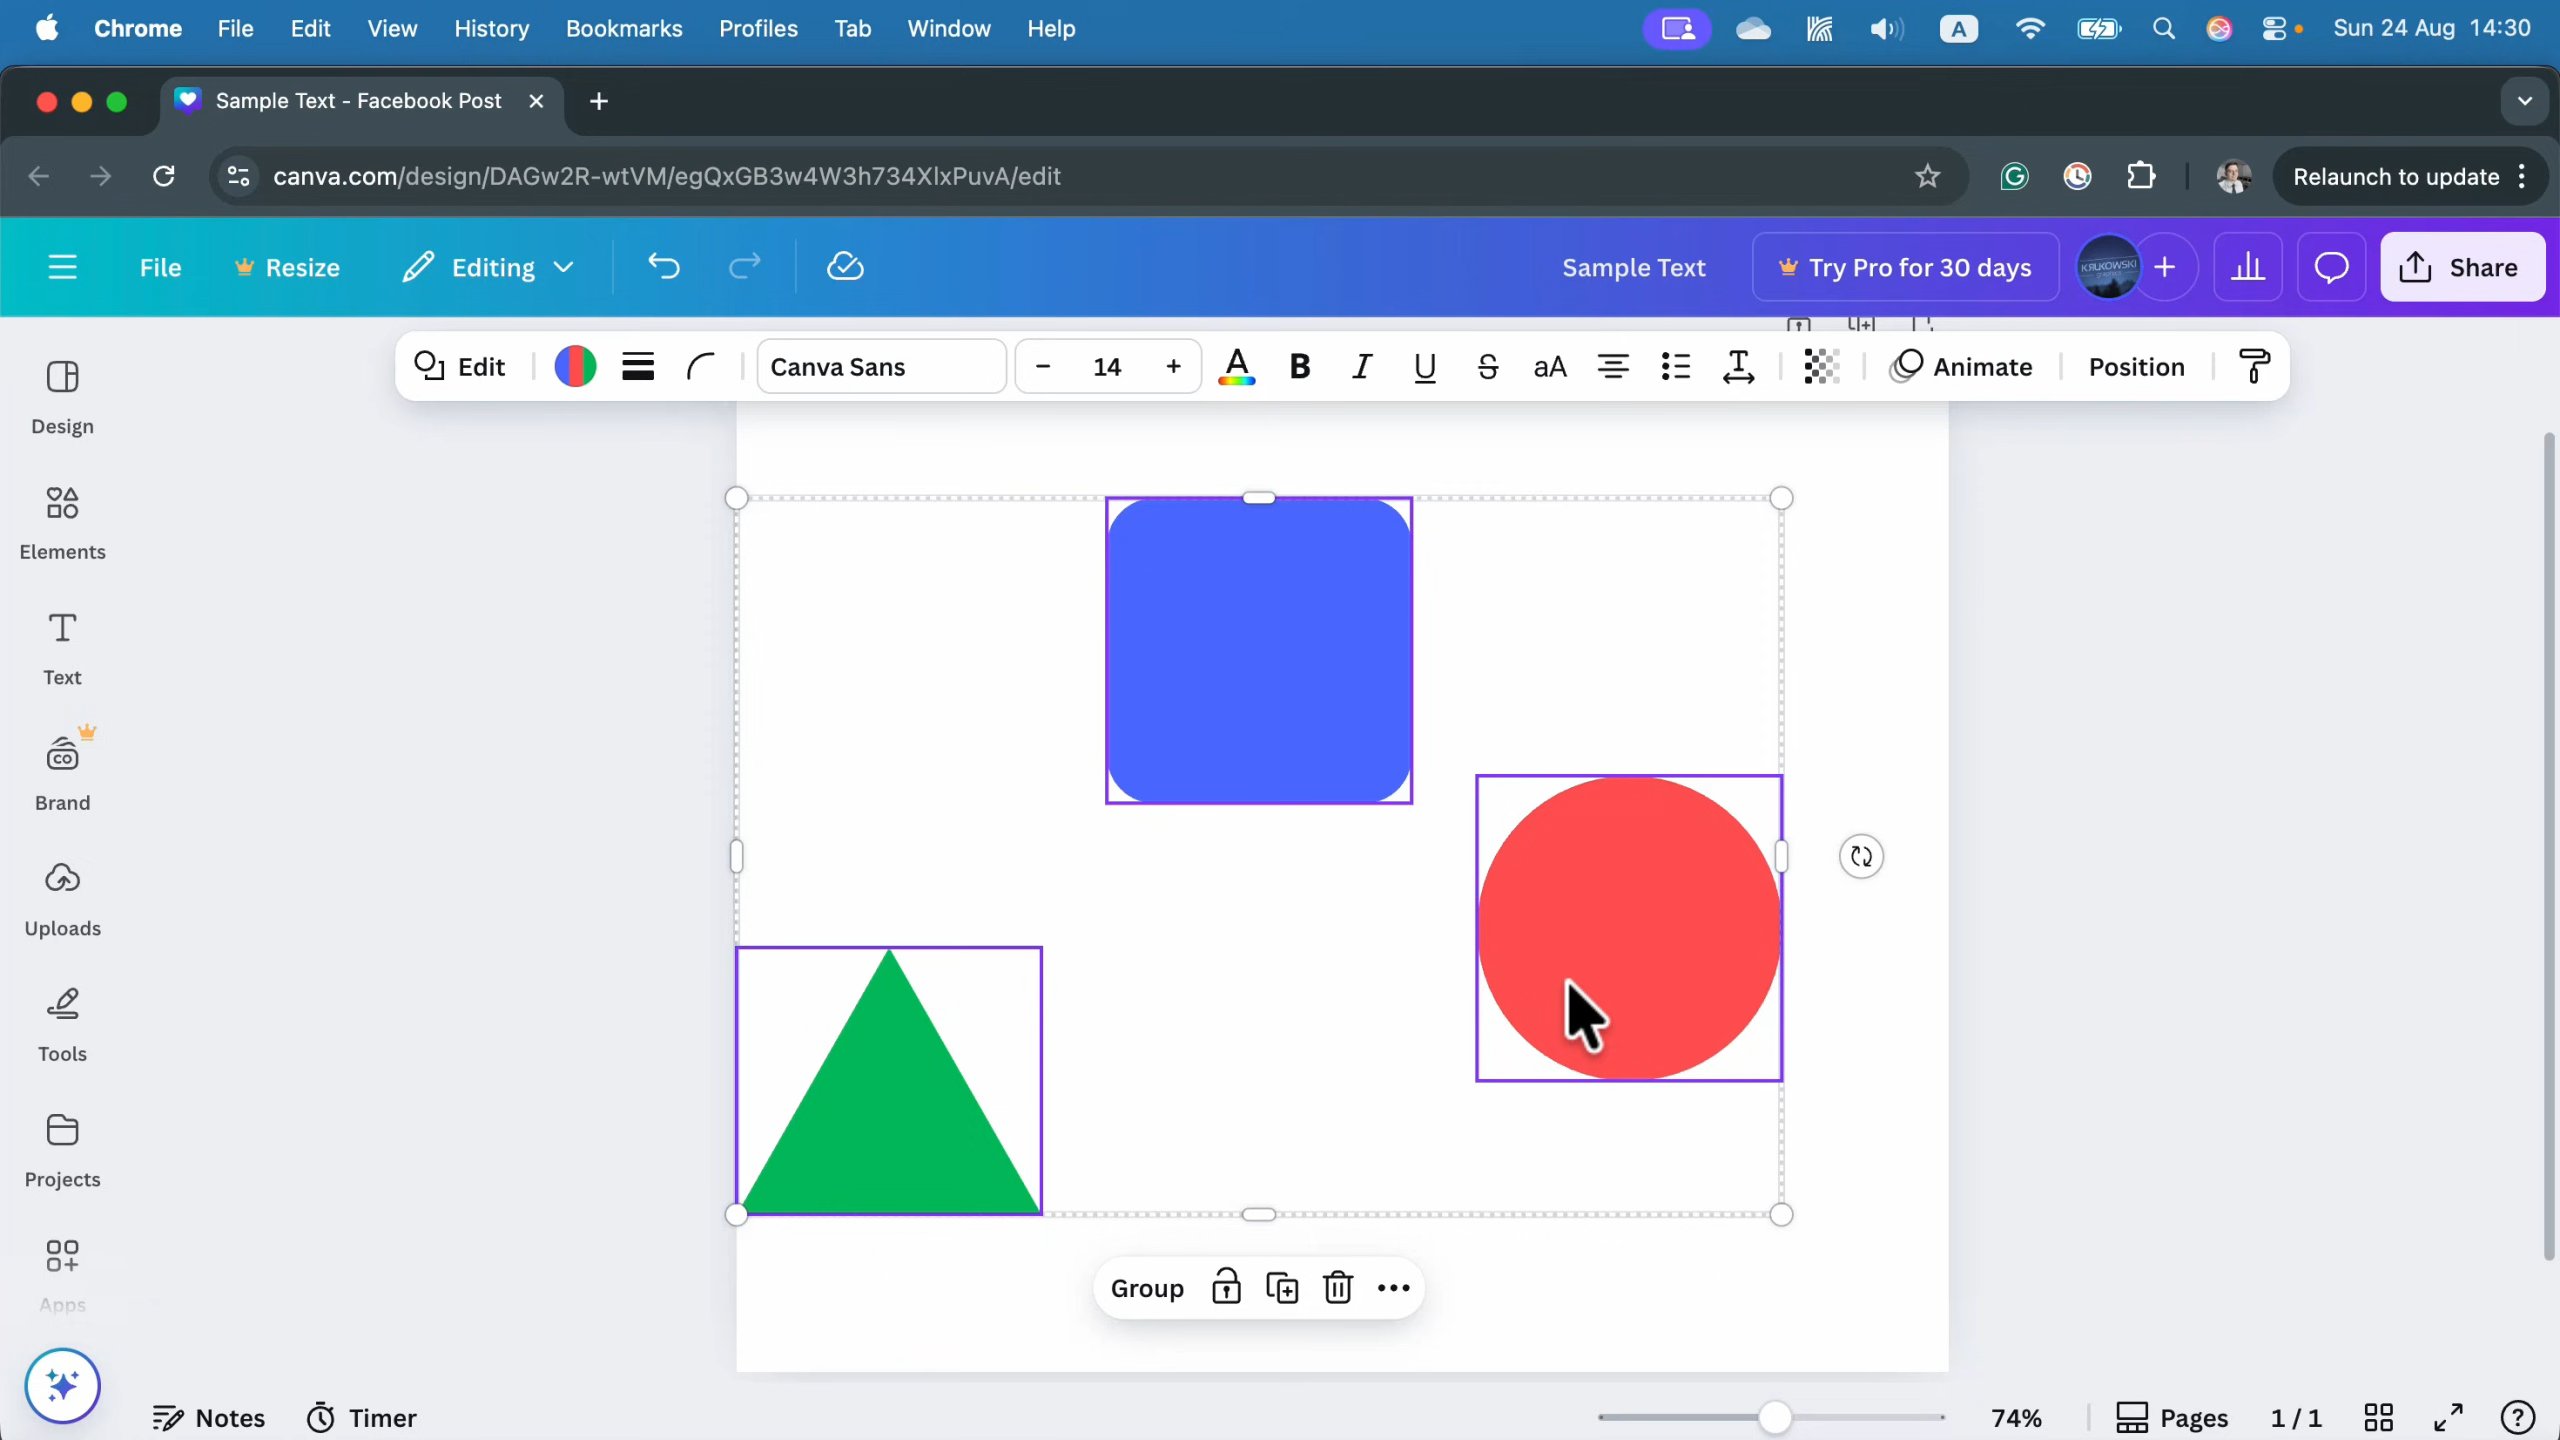 Chrome File Edit View History Bookmarks Profiles Tab Window Help A Sun 24 Aug 14:30
Sample Text - Facebook Post
canva.com/design/DAGw2R-wtVM/egQxGB3w4W3h734XlxPuvA/edit Relaunch to update
File Resize Editing Sample Text Try Pro for 30 days KRUKOWSKI Share
Edit Canva Sans - 14 + A B I U S aA Animate Position
Design
Elements
Text
Brand
Uploads
Tools
Projects
Apps
Group
Notes Timer 74% Pages 1 / 1